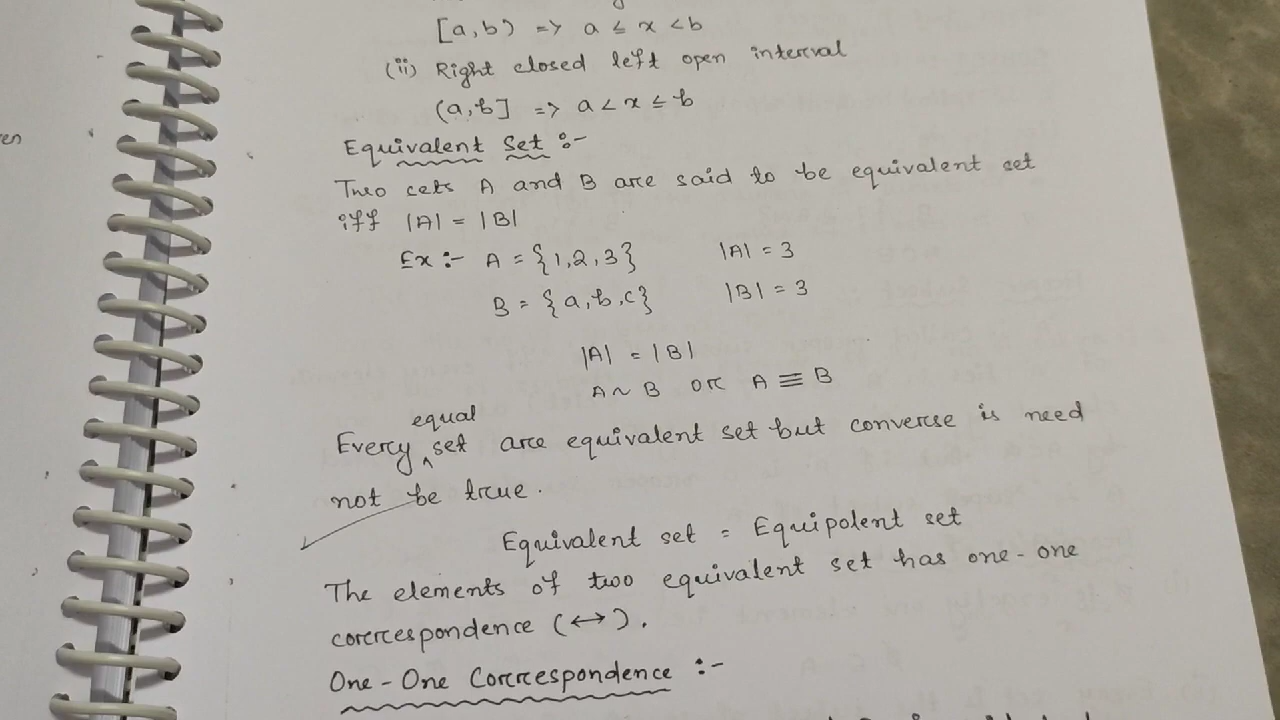 [a,b) => a ≤ x < b
(ii) Right closed left open interval
(a,b] => a < x ≤ b
Equivalent Set :-
Two cets A and B are said to be equivalent set
iff |A| = |B|
Ex :- A = {1,2,3} |A| = 3
B = {a,b,c} |B| = 3
|A| = |B|
A ~ B or A ≡ B
equal
Every ^ set are equivalent set but converse is need
not be true.
Equivalent set = Equipolent set
The elements of two equivalent set has one-one
correspondence (↔).
One-One Correspondence :-